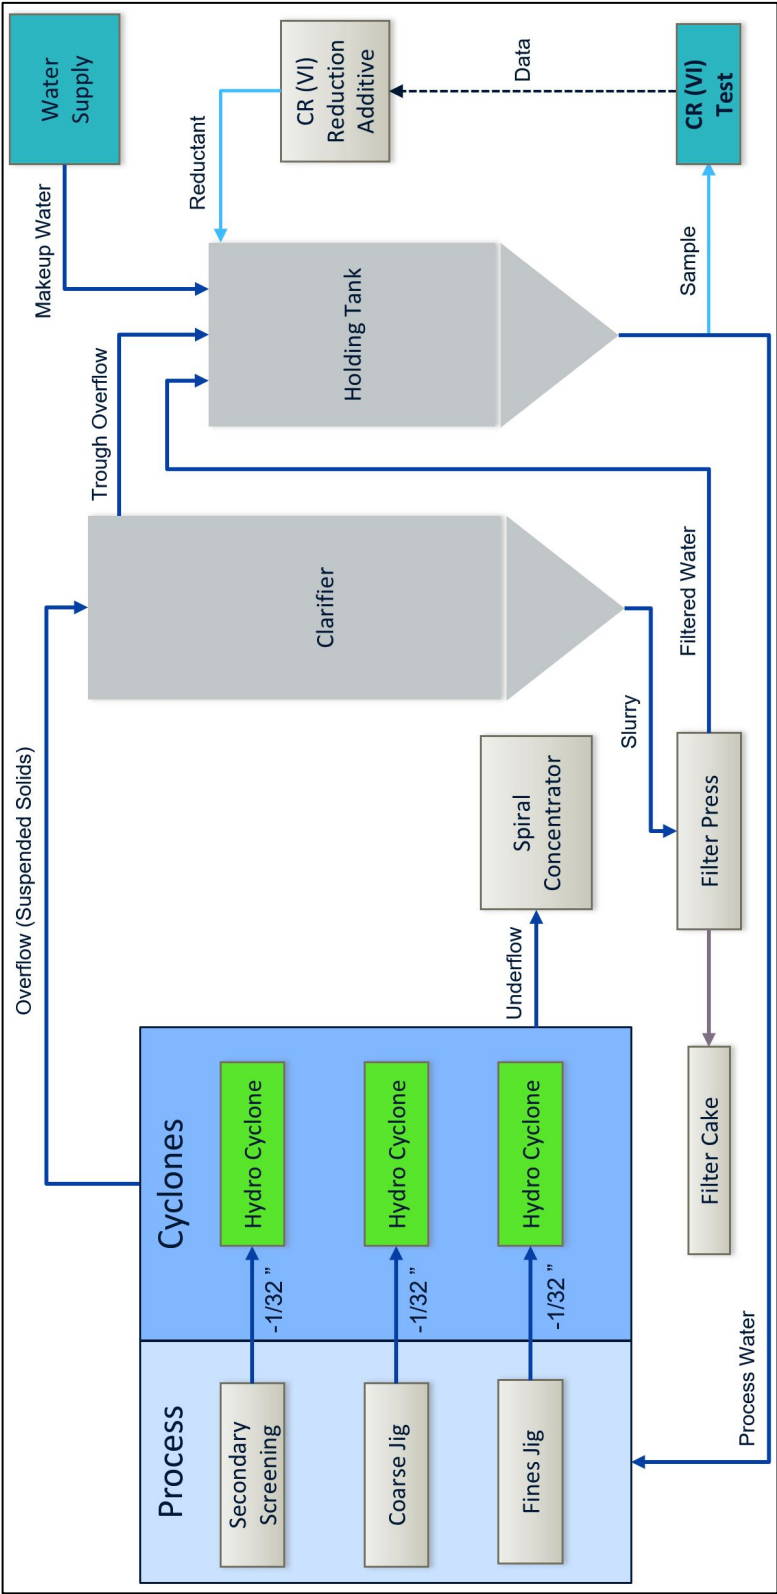 Process
Cyclones
Secondary
Screening
-1/32 ”
Hydro Cyclone
Coarse Jig
-1/32 ”
Hydro Cyclone
Fines Jig
-1/32 ”
Hydro Cyclone
Overflow (Suspended Solids)
Underflow
Spiral
Concentrator
Clarifier
Trough Overflow
Slurry
Filter Press
Filter Cake
Filtered Water
Makeup Water
Water
Supply
Holding Tank
Reductant
CR (VI)
Reduction
Additive
Data
CR (VI)
Test
Sample
Process Water